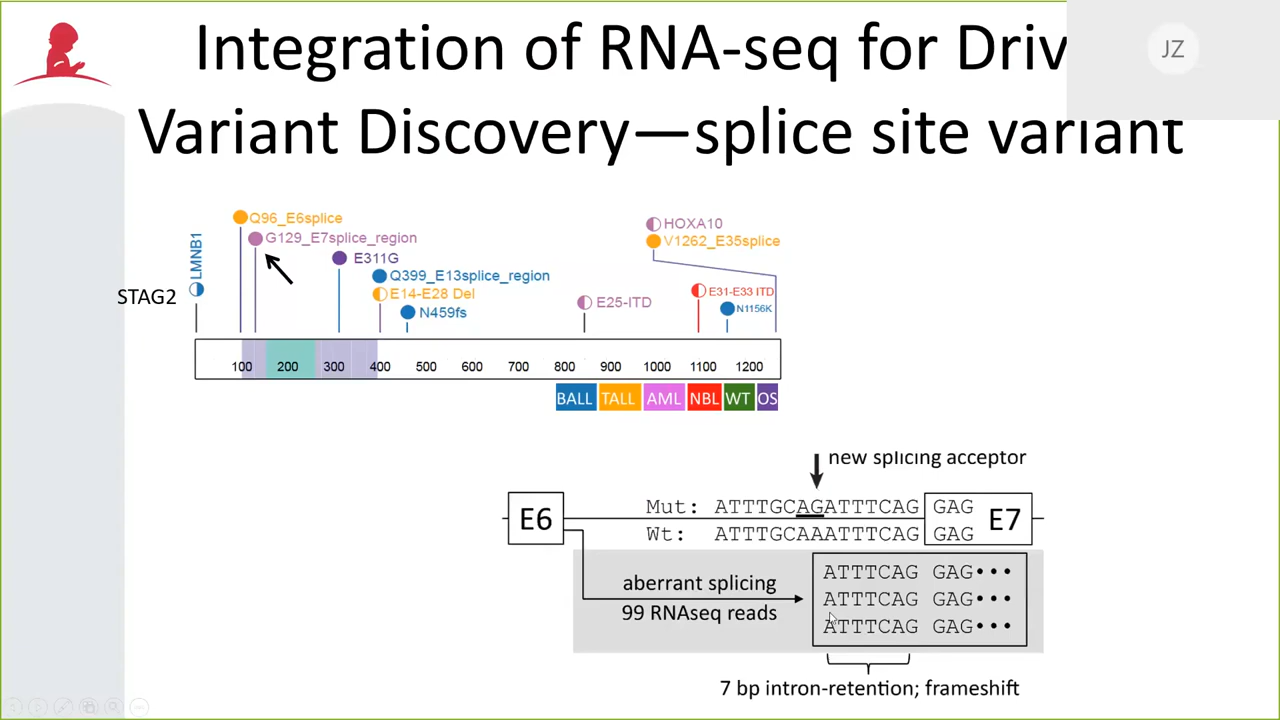 JZ
Integration of RNA-seq for Driv
Variant Discovery—splice site variant
LMNB1
Q96_E6splice
G129_E7splice_region
E311G
Q399_E13splice_region
E14-E28 Del
N459fs
HOXA10
V1262_E35splice
E25-ITD
E31-E33 ITD
N1156K
STAG2
100 200 300 400 500 600 700 800 900 1000 1100 1200
BALL TALL AML NBL WT OS
new splicing acceptor
E6
Mut: ATTTGCAGATTTCAG GAG
Wt: ATTTGCAAATTTCAG GAG
E7
aberrant splicing
99 RNAseq reads
ATTTCAG GAG•••
ATTTCAG GAG•••
ATTTCAG GAG•••
7 bp intron-retention; frameshift